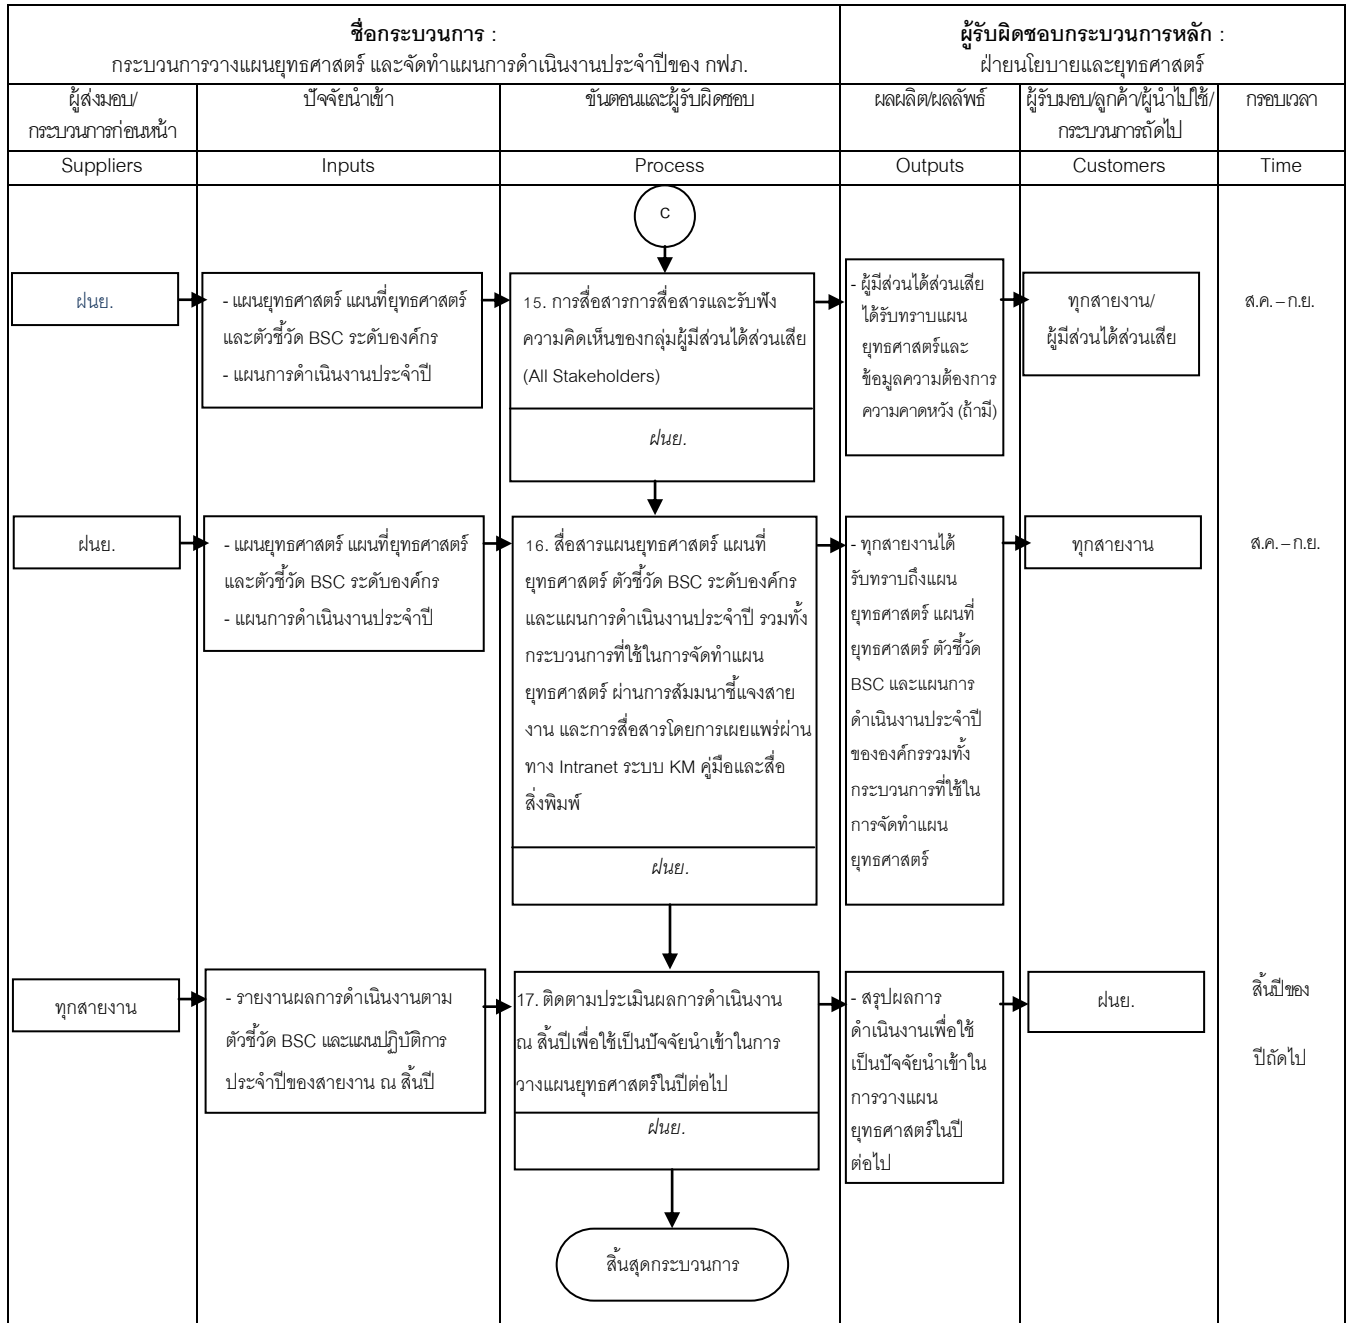 ชื่อกระบวนการ :
กระบวนการวางแผนยุทธศาสตร์ และจัดทำแผนการดำเนินงานประจำปีของ กฟภ.
ผู้รับผิดชอบกระบวนการหลัก :
ฝ่ายนโยบายและยุทธศาสตร์
ผู้ส่งมอบ/
กระบวนการก่อนหน้า
ปัจจัยนำเข้า
ขั้นตอนและผู้รับผิดชอบ
ผลผลิต/ผลลัพธ์
ผู้รับมอบ/ลูกค้า/ผู้นำไปใช้/
กระบวนการถัดไป
กรอบเวลา
Suppliers
Inputs
Process
Outputs
Customers
Time
C
ฝนย.
- แผนยุทธศาสตร์ แผนที่ยุทธศาสตร์
และตัวชี้วัด BSC ระดับองค์กร
- แผนการดำเนินงานประจำปี
15. การสื่อสารการสื่อสารและรับฟัง
ความคิดเห็นของกลุ่มผู้มีส่วนได้ส่วนเสีย
(All Stakeholders)
ฝนย.
- ผู้มีส่วนได้ส่วนเสีย
ได้รับทราบแผน
ยุทธศาสตร์และ
ข้อมูลความต้องการ
ความคาดหวัง (ถ้ามี)
ทุกสายงาน/
ผู้มีส่วนได้ส่วนเสีย
ส.ค. – ก.ย.
ฝนย.
- แผนยุทธศาสตร์ แผนที่ยุทธศาสตร์
และตัวชี้วัด BSC ระดับองค์กร
- แผนการดำเนินงานประจำปี
16. สื่อสารแผนยุทธศาสตร์ แผนที่
ยุทธศาสตร์ ตัวชี้วัด BSC ระดับองค์กร
และแผนการดำเนินงานประจำปี รวมทั้ง
กระบวนการที่ใช้ในการจัดทำแผน
ยุทธศาสตร์ ผ่านการสัมมนาชี้แจงสาย
งาน และการสื่อสารโดยการเผยแพร่ผ่าน
ทาง Intranet ระบบ KM คู่มือและสื่อ
สิ่งพิมพ์
ฝนย.
- ทุกสายงานได้
รับทราบถึงแผน
ยุทธศาสตร์ แผนที่
ยุทธศาสตร์ ตัวชี้วัด
BSC และแผนการ
ดำเนินงานประจำปี
ขององค์กรรวมทั้ง
กระบวนการที่ใช้ใน
การจัดทำแผน
ยุทธศาสตร์
ทุกสายงาน
ส.ค. – ก.ย.
ทุกสายงาน
- รายงานผลการดำเนินงานตาม
ตัวชี้วัด BSC และแผนปฏิบัติการ
ประจำปีของสายงาน ณ สิ้นปี
17. ติดตามประเมินผลการดำเนินงาน
ณ สิ้นปีเพื่อใช้เป็นปัจจัยนำเข้าในการ
วางแผนยุทธศาสตร์ในปีต่อไป
ฝนย.
- สรุปผลการ
ดำเนินงานเพื่อใช้
เป็นปัจจัยนำเข้าใน
การวางแผน
ยุทธศาสตร์ในปี
ต่อไป
ฝนย.
สิ้นปีของ
ปีถัดไป
สิ้นสุดกระบวนการ